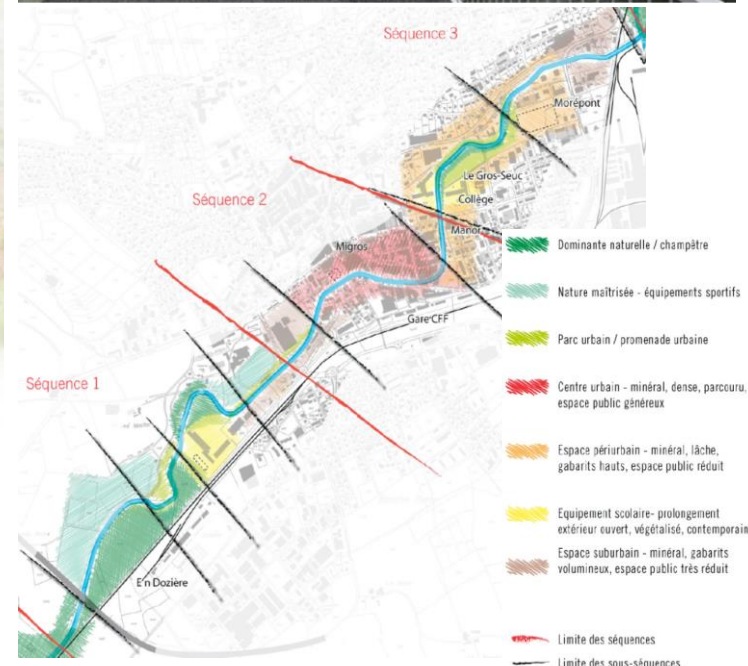 Séquence 3
Morépont
Le Gros-Seuc
Collège
Séquence 2
Manor
Migros
Gare CFF
Séquence 1
En Dozière
Dominante naturelle / champêtre
Nature maîtrisée - équipements sportifs
Parc urbain / promenade urbaine
Centre urbain - minéral, dense, parcouru,
espace public généreux
Espace périurbain - minéral, lâche,
gabarits hauts, espace public réduit
Equipement scolaire- prolongement
extérieur ouvert, végétalisé, contemporain
Espace suburbain - minéral, gabarits
volumineux, espace public très réduit
Limite des séquences
Limite des sous-séquences